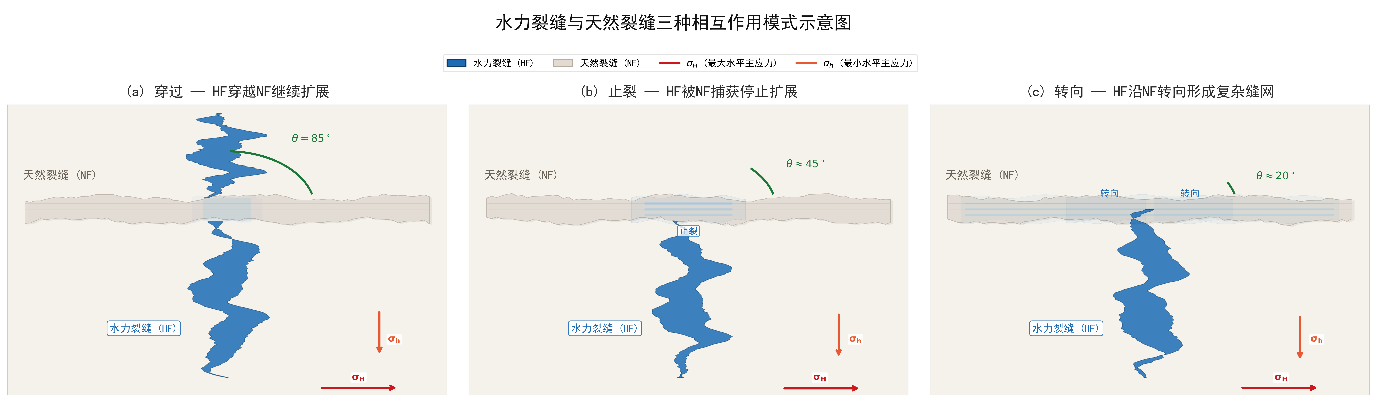 水力裂缝与天然裂缝三种相互作用模式示意图
水力裂缝 (HF)
天然裂缝 (NF)
σH (最大水平主应力)
σh (最小水平主应力)
(a) 穿过 — HF穿越NF继续扩展
θ = 85°
天然裂缝 (NF)
水力裂缝 (HF)
σh
σH
(b) 止裂 — HF被NF捕获停止扩展
θ ≈ 45°
天然裂缝 (NF)
止裂
水力裂缝 (HF)
σh
σH
(c) 转向 — HF沿NF转向形成复杂缝网
θ ≈ 20°
天然裂缝 (NF)
转向
转向
水力裂缝 (HF)
σh
σH